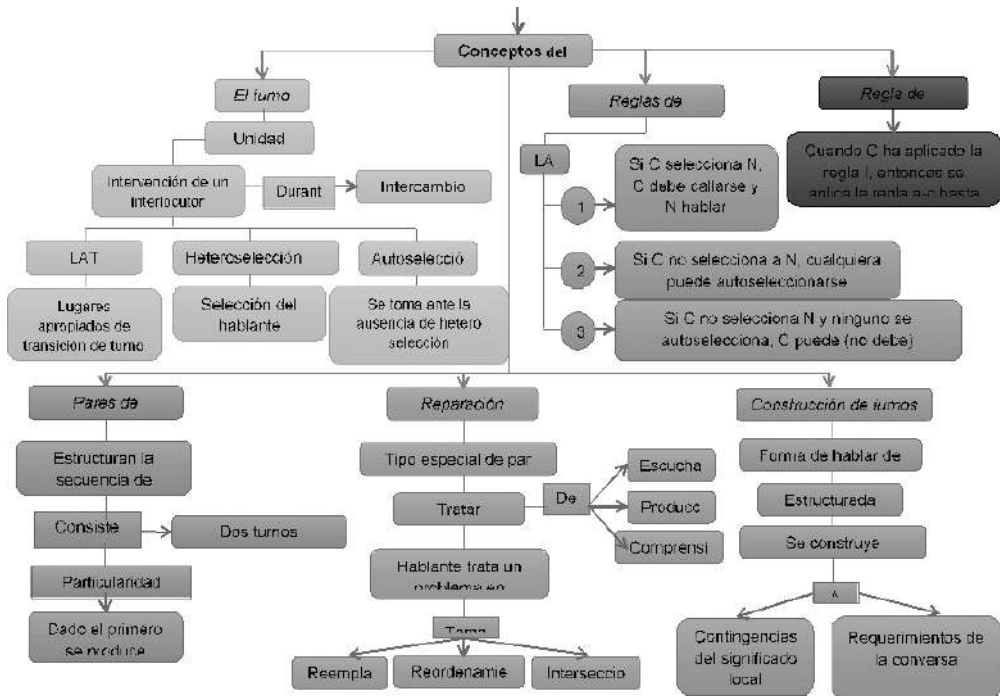 Conceptos del
El turno
Unidad
Intervención de un
interlocutor
Durant
Intercambio
LAT
Lugares
apropiados de
transición de turno
Heteroselección
Selección del
hablante
Autoselecció
Se toma ante la
ausencia de hetero
selección
Reglas de
LA
1
Si C selecciona N,
C debe callarse y
N hablar
2
Si C no selecciona a N, cualquiera
puede autoseleccionarse
3
Si C no selecciona N y ninguno se
autoselecciona, C puede (no debe)
Regla de
Cuando C ha aplicado la
regla I, entonces se
aplica la regla a-c hasta
Pares de
Estructuran la
secuencia de
Consiste
Dos turnos
Particularidad
Dado el primero
se produce
Reparación
Tipo especial de par
Tratar
De
Escucha
Producc
Comprensi
Hablante trata un
problema en
Toma
Reempla
Reordenamie
Interseccio
Construcción de turnos
Forma de hablar de
Estructurada
Se construye
Contingencias
del significado
local
Requerimientos de
la conversa